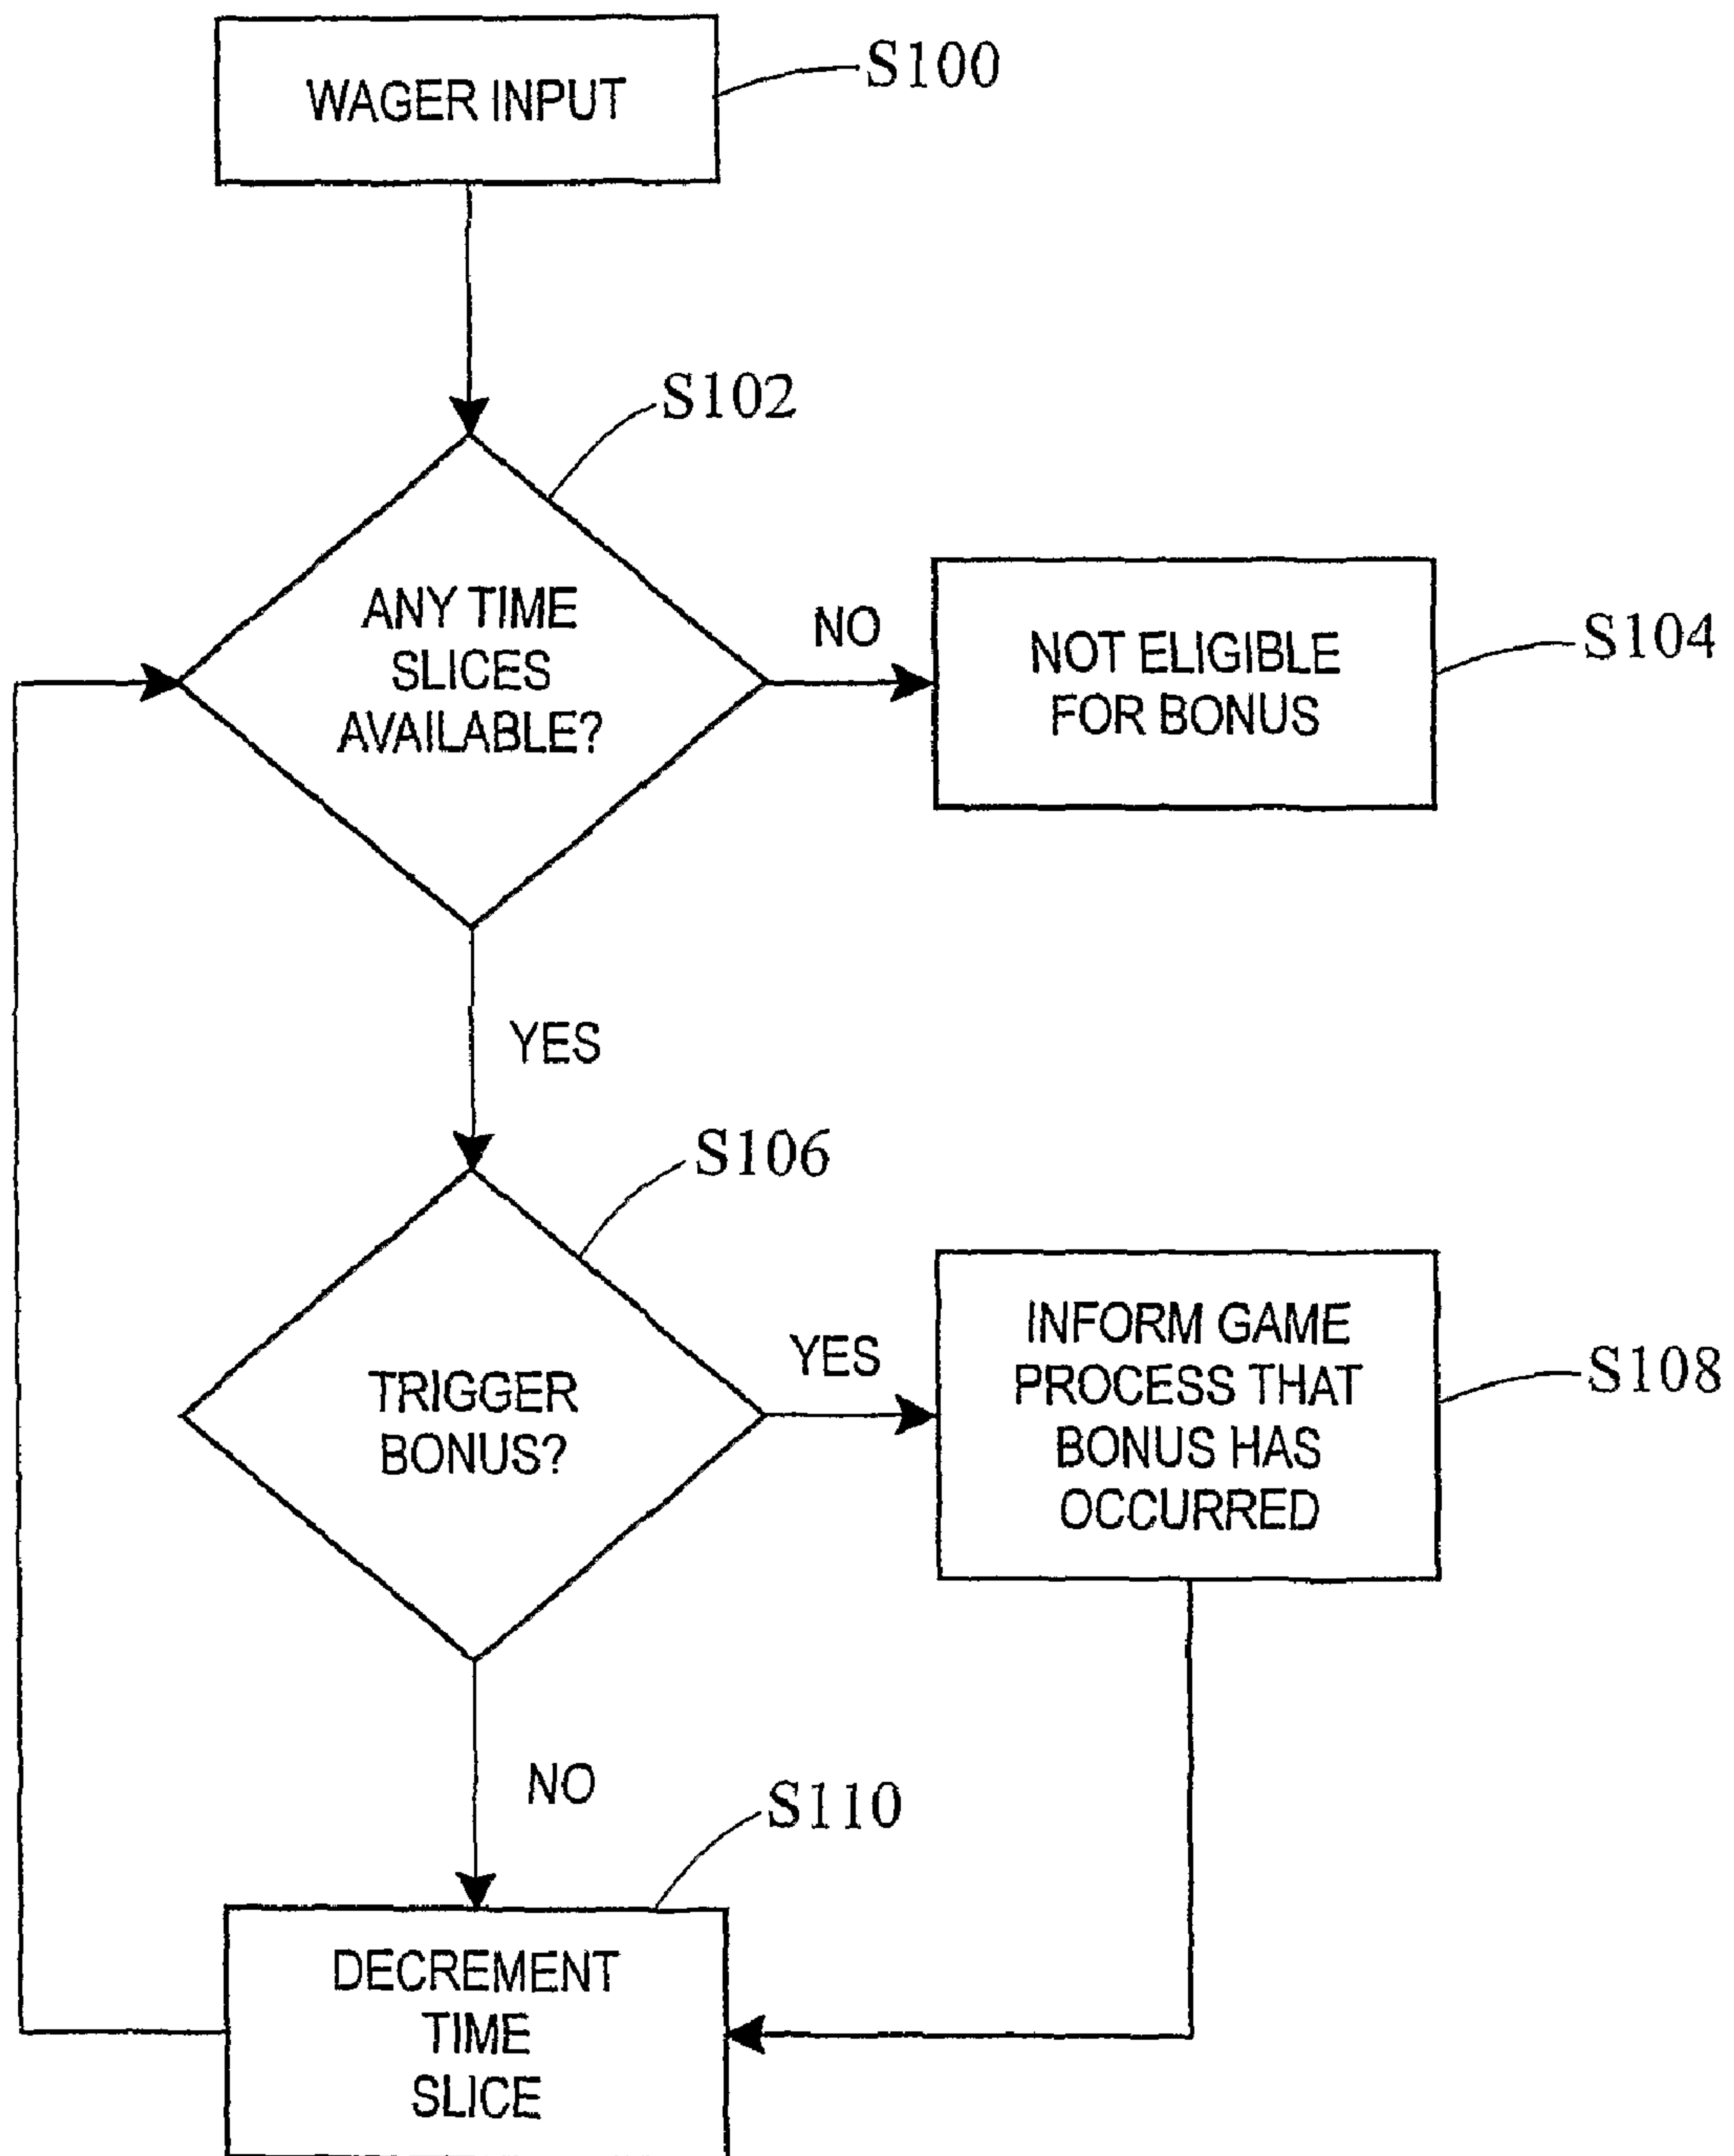 WAGER INPUT
S100
S102
ANY TIME
SLICES
AVAILABLE?
NO
NOT ELIGIBLE
FOR BONUS
S104
YES
S106
TRIGGER
BONUS?
YES
INFORM GAME
PROCESS THAT
BONUS HAS
OCCURRED
S108
NO
S110
DECREMENT
TIME
SLICE